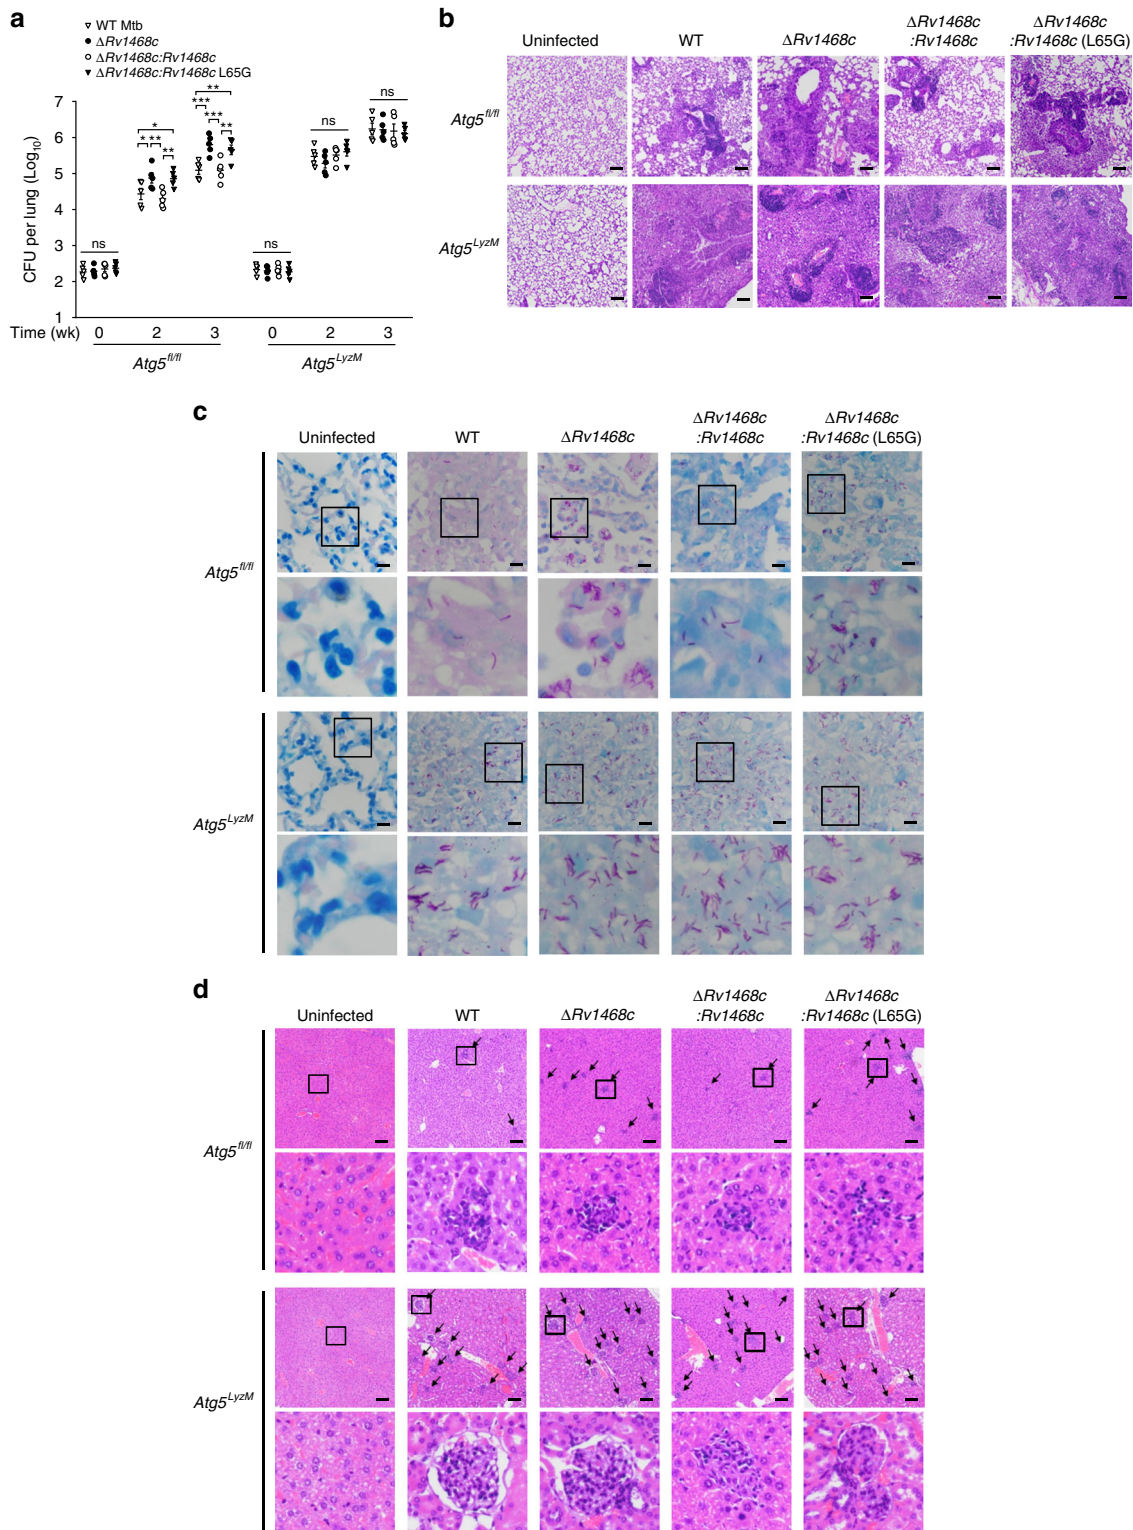 a
▽ WT Mtb
● ΔRv1468c
○ ΔRv1468c:Rv1468c
▼ ΔRv1468c:Rv1468c L65G
CFU per lung (Log10)
7
6
5
4
3
2
1
ns
* ** *
**
*** ** ***
**
ns
ns
ns
Time (wk)
0 2 3 0 2 3
Atg5fl/fl Atg5LyzM
b
Uninfected WT ΔRv1468c ΔRv1468c :Rv1468c ΔRv1468c :Rv1468c (L65G)
Atg5fl/fl
Atg5LyzM
c
Uninfected WT ΔRv1468c ΔRv1468c :Rv1468c ΔRv1468c :Rv1468c (L65G)
Atg5fl/fl
Atg5LyzM
d
Uninfected WT ΔRv1468c ΔRv1468c :Rv1468c ΔRv1468c :Rv1468c (L65G)
Atg5fl/fl
Atg5LyzM